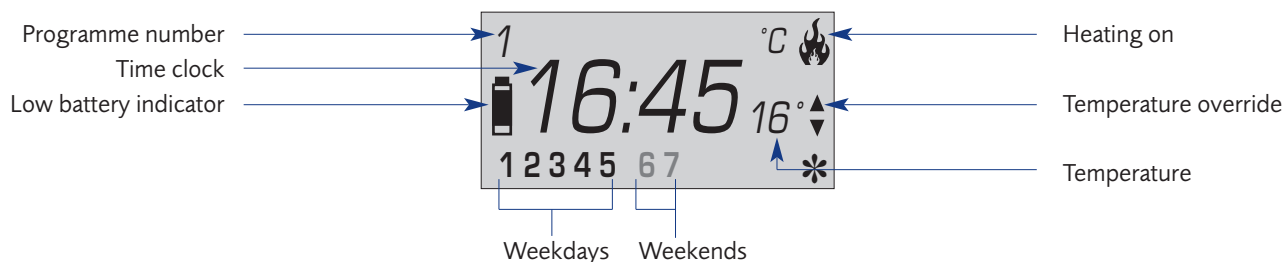 Programme number
Time clock
Low battery indicator
1
°C
16:45
16°
1 2 3 4 5 6 7
Heating on
Temperature override
Temperature
Weekdays
Weekends